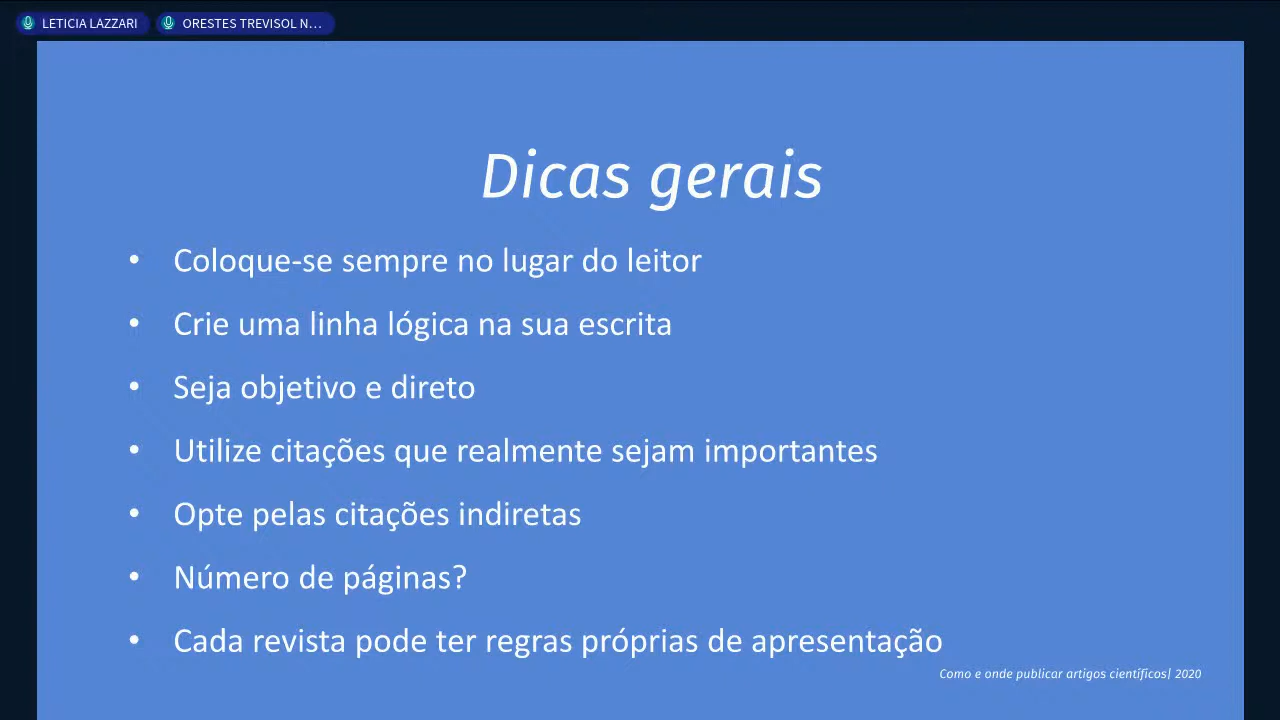 LETICIA LAZZARI ORESTES TREVISOL N...
Dicas gerais
• Coloque-se sempre no lugar do leitor
• Crie uma linha lógica na sua escrita
• Seja objetivo e direto
• Utilize citações que realmente sejam importantes
• Opte pelas citações indiretas
• Número de páginas?
• Cada revista pode ter regras próprias de apresentação
Como e onde publicar artigos científicos| 2020